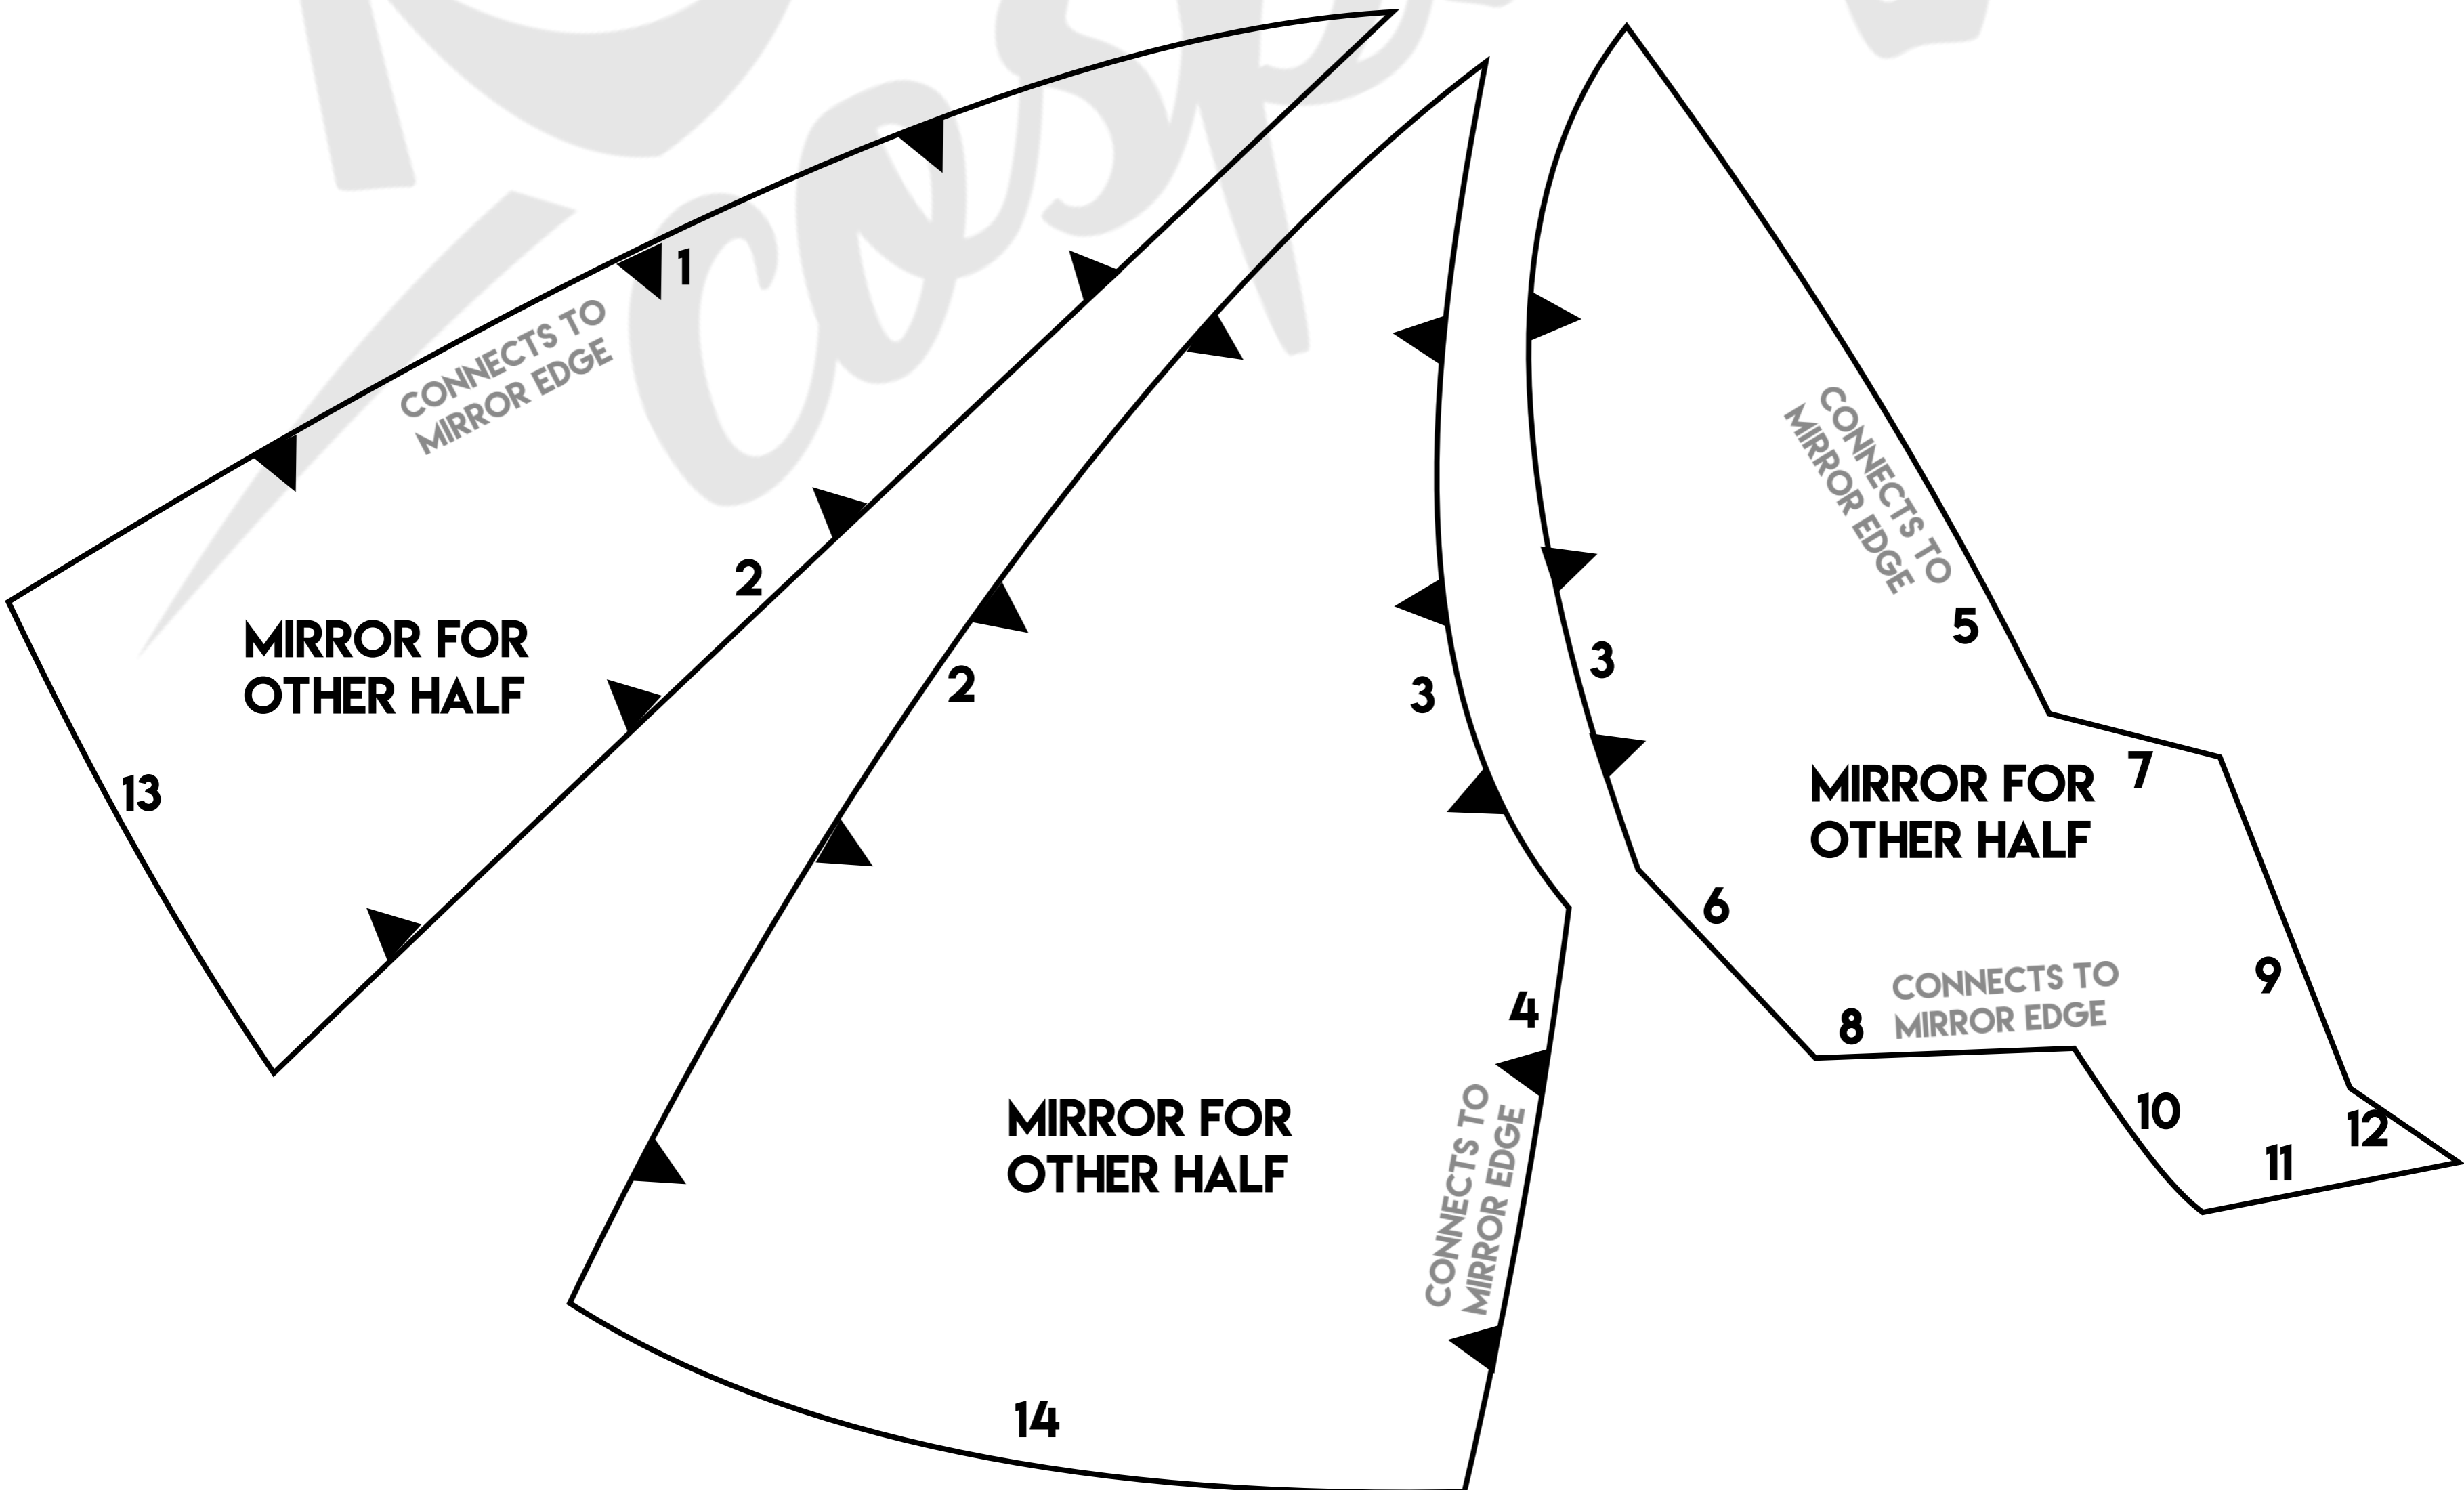 1
CONNECTS TO
MIRROR EDGE
2
MIRROR FOR
OTHER HALF
13
2
3
MIRROR FOR
OTHER HALF
4
CONNECTS TO
MIRROR EDGE
14
3
CONNECTS TO
MIRROR EDGE
5
MIRROR FOR
OTHER HALF
7
6
9
8
CONNECTS TO
MIRROR EDGE
10
12
11